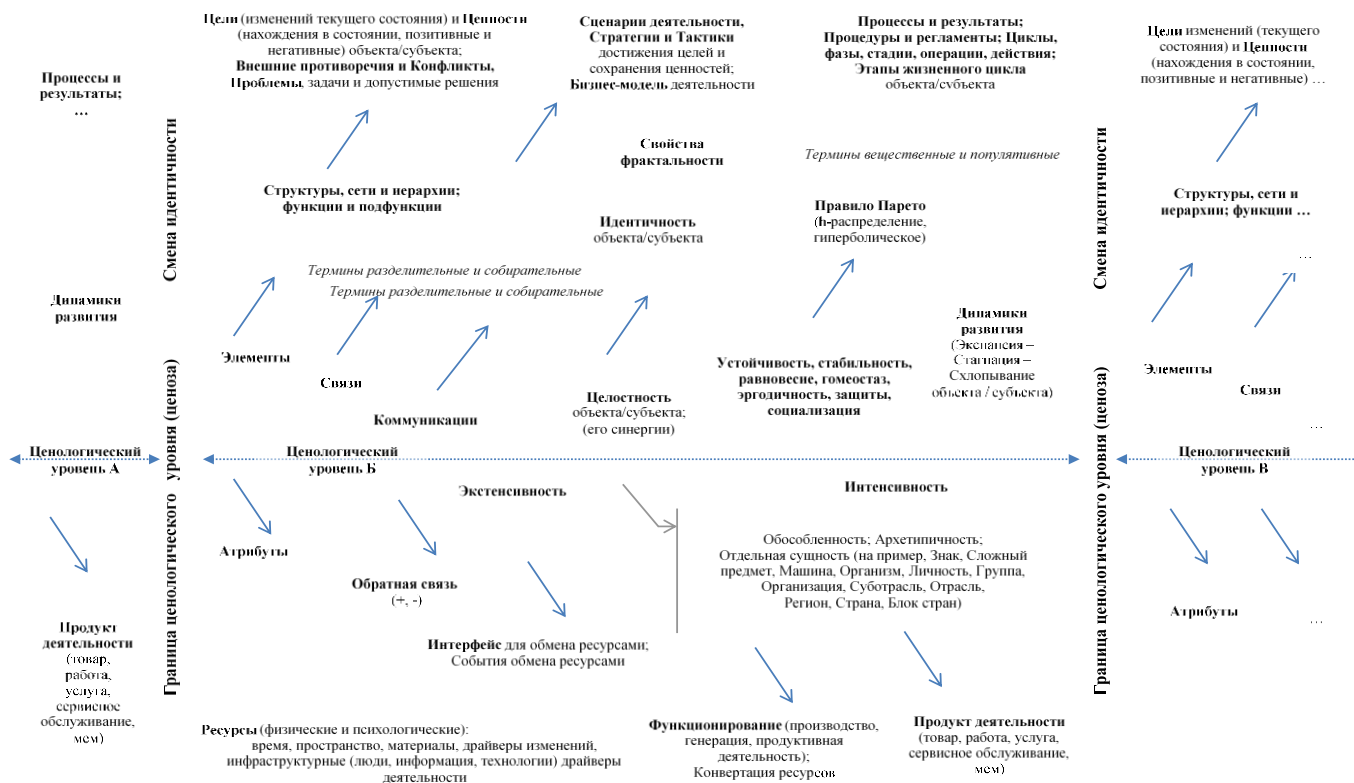 Цели (изменений текущего состояния) и Ценности
(нахождения в состоянии, позитивные и
негативные) объекта/субъекта;
Внешние противоречия и Конфликты,
Проблемы, задачи и допустимые решения
Сценарии деятельности,
Стратегии и Тактики
достижения целей и
сохранения ценностей;
Бизнес-модель деятельности
Процессы и результаты;
Процедуры и регламенты; Циклы,
фазы, стадии, операции, действия;
Этапы жизненного цикла
объекта/субъекта
Цели изменений (текущего
состояния) и Ценности
(нахождения в состоянии,
позитивные и негативные) …
Процессы и
результаты;
…
Смена идентичности
Свойства
фрактальности
Термины вещественные и популятивные
Смена идентичности
Структуры, сети и иерархии;
функции и подфункции
Идентичность
объекта/субъекта
Правило Парето
(h-распределение,
гиперболическое)
Структуры, сети и
иерархии; функции …
…
Термины разделительные и собирательные
Термины разделительные и собирательные
Динамики
развития
Элементы
Связи
Коммуникации
Целостность
объекта/субъекта;
(его синергии)
Устойчивость, стабильность,
равновесие, гомеостаз,
эргодичность, защиты,
социализация
Динамики
развития
(Экспансия –
Стагнация –
Схлопывание
объекта / субъекта)
Элементы
Связи
…
Граница ценологического уровня (ценоза)
Граница ценологического уровня (ценоза)
Ценологический
уровень А
Ценологический
уровень Б
Ценологический
уровень В
Экстенсивность
Интенсивность
Атрибуты
Обратная связь
(+, -)
Интерфейс для обмена ресурсами;
События обмена ресурсами
Обособленность; Архетипичность;
Отдельная сущность (на пример, Знак, Сложный
предмет, Машина, Организм, Личность, Группа,
Организация, Суботрасль, Отрасль,
Регион, Страна, Блок стран)
Атрибуты
…
Продукт
деятельности
(товар,
работа,
услуга,
сервисное
обслуживание,
мем)
Ресурсы (физические и психологические):
время, пространство, материалы, драйверы изменений,
инфраструктурные (люди, информация, технологии) драйверы
деятельности
Функционирование (производство,
генерация, продуктивная
деятельность);
Конвертация ресурсов
Продукт деятельности
(товар, работа, услуга,
сервисное обслуживание,
мем)